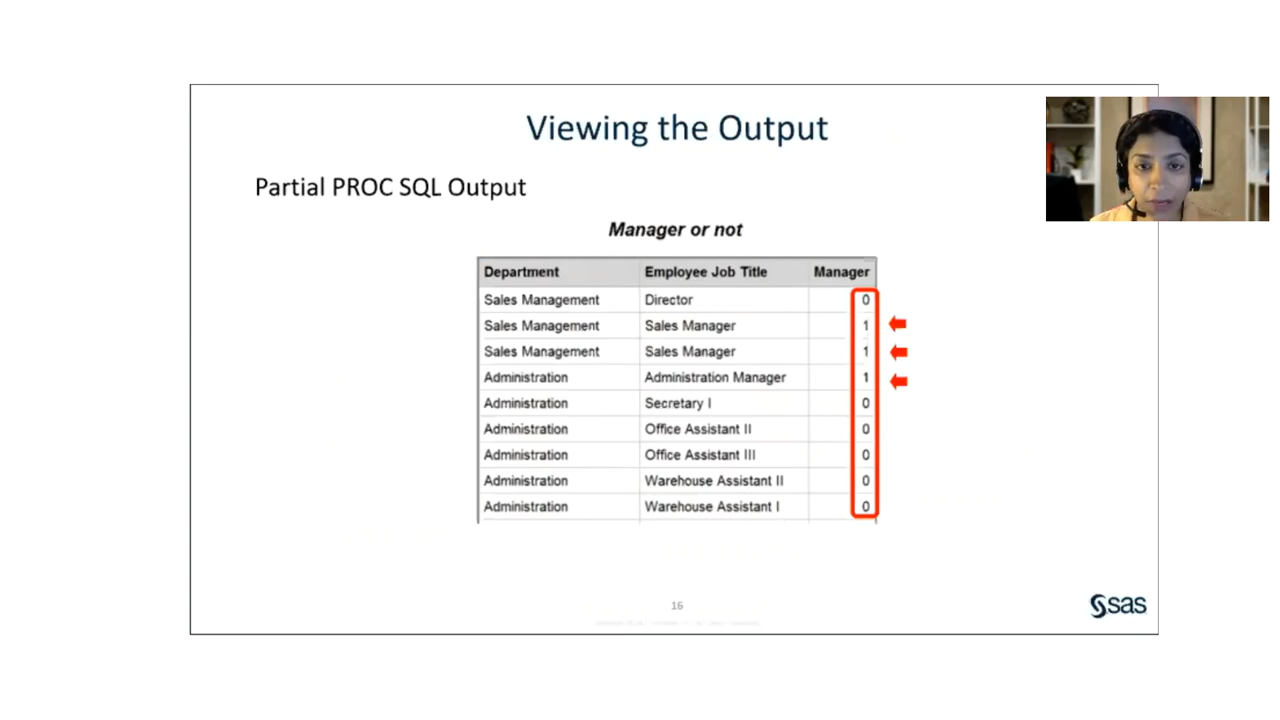 Viewing the Output
Partial PROC SQL Output
Manager or not
Department Employee Job Title Manager
Sales Management Director 0
Sales Management Sales Manager 1
Sales Management Sales Manager 1
Administration Administration Manager 1
Administration Secretary I 0
Administration Office Assistant II 0
Administration Office Assistant III 0
Administration Warehouse Assistant II 0
Administration Warehouse Assistant I 0
16
sas